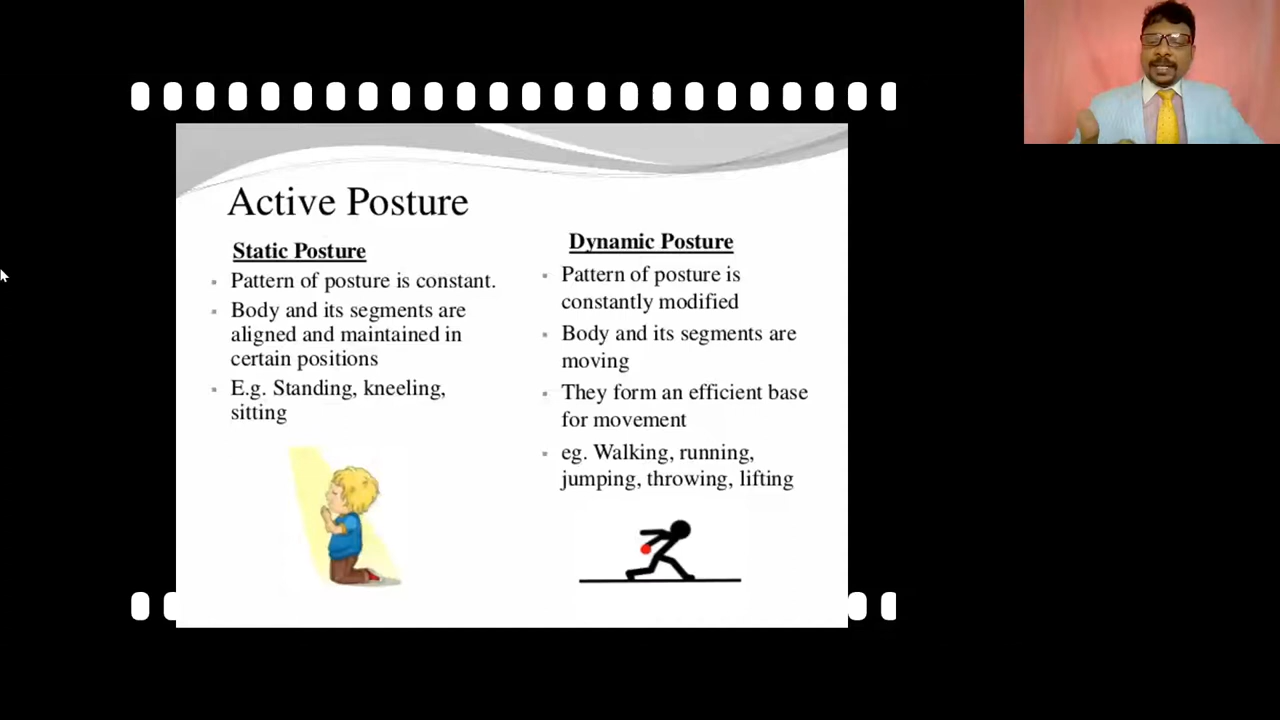 Active Posture
Static Posture
Pattern of posture is constant.
Body and its segments are
aligned and maintained in
certain positions
E.g. Standing, kneeling,
sitting
Dynamic Posture
Pattern of posture is
constantly modified
Body and its segments are
moving
They form an efficient base
for movement
eg. Walking, running,
jumping, throwing, lifting